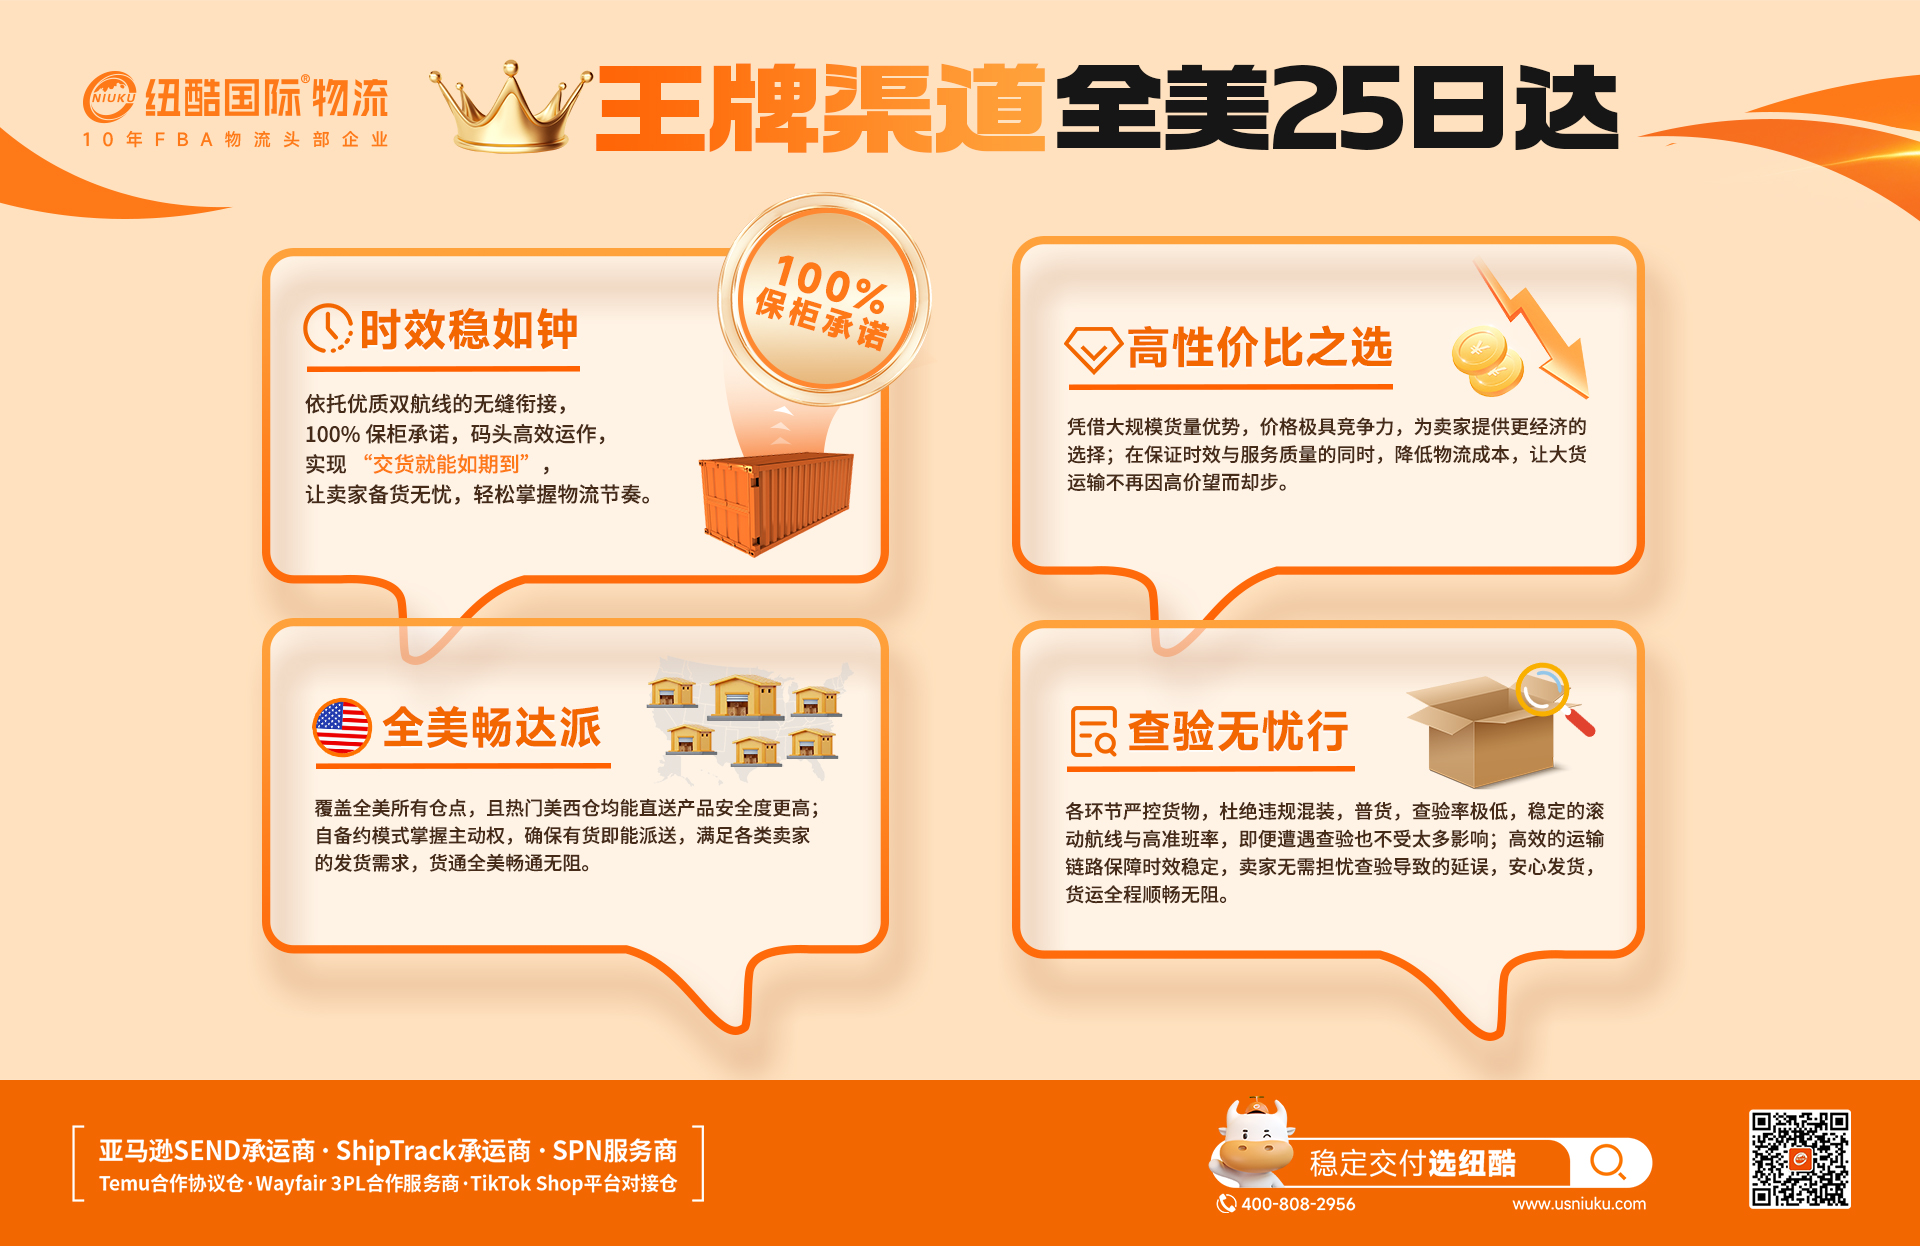 NIUKU 纽酷国际®物流
10年FBA物流头部企业
王牌渠道全美25日达
100%
保柜承诺
时效稳如钟
依托优质双航线的无缝衔接，
100% 保柜承诺，码头高效运作，
实现 “交货就能如期到” ，
让卖家备货无忧，轻松掌握物流节奏。
高性价比之选
凭借大规模货量优势，价格极具竞争力，为卖家提供更经济的
选择；在保证时效与服务质量的同时，降低物流成本，让大货
运输不再因高价望而却步。
全美畅达派
覆盖全美所有仓点，且热门美西仓均能直送产品安全度更高；
自备约模式掌握主动权，确保有货即能派送，满足各类卖家
的发货需求，货通全美畅通无阻。
查验无忧行
各环节严控货物，杜绝违规混装，普货，查验率极低，稳定的滚
动航线与高准班率，即便遭遇查验也不受太多影响；高效的运输
链路保障时效稳定，卖家无需担忧查验导致的延误，安心发货，
货运全程顺畅无阻。
亚马逊SEND承运商·ShipTrack承运商·SPN服务商
Temu合作协议仓·Wayfair 3PL合作服务商·TikTok Shop平台对接仓
稳定交付选纽酷
400-808-2956
www.usniuku.com